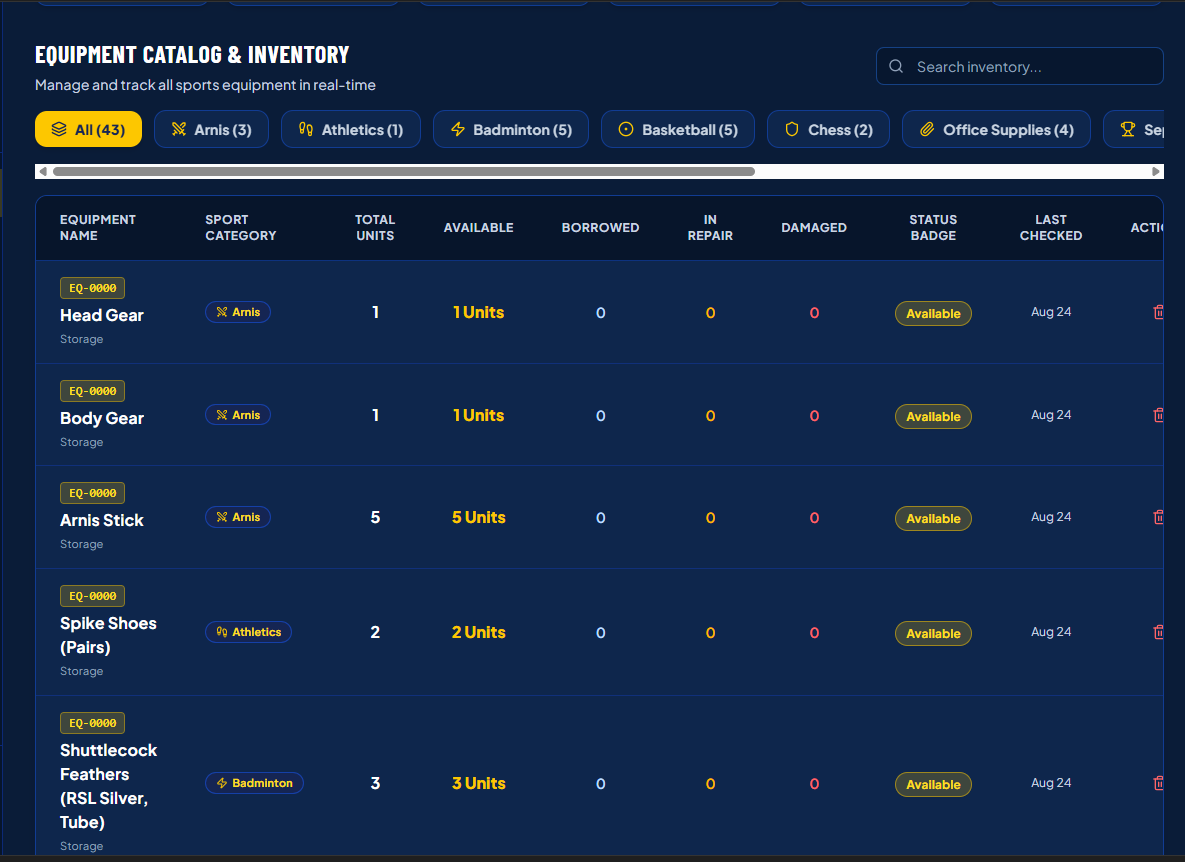 EQUIPMENT CATALOG & INVENTORY
Manage and track all sports equipment in real-time
Search inventory...
All (43)
Arnis (3)
Athletics (1)
Badminton (5)
Basketball (5)
Chess (2)
Office Supplies (4)
Sep
EQUIPMENT NAME
SPORT CATEGORY
TOTAL UNITS
AVAILABLE
BORROWED
IN REPAIR
DAMAGED
STATUS BADGE
LAST CHECKED
ACTI
EQ-0000
Head Gear
Storage
Arnis
1
1 Units
0
0
0
Available
Aug 24
EQ-0000
Body Gear
Storage
Arnis
1
1 Units
0
0
0
Available
Aug 24
EQ-0000
Arnis Stick
Storage
Arnis
5
5 Units
0
0
0
Available
Aug 24
EQ-0000
Spike Shoes
(Pairs)
Storage
Athletics
2
2 Units
0
0
0
Available
Aug 24
EQ-0000
Shuttlecock
Feathers
(RSL Silver,
Tube)
Storage
Badminton
3
3 Units
0
0
0
Available
Aug 24